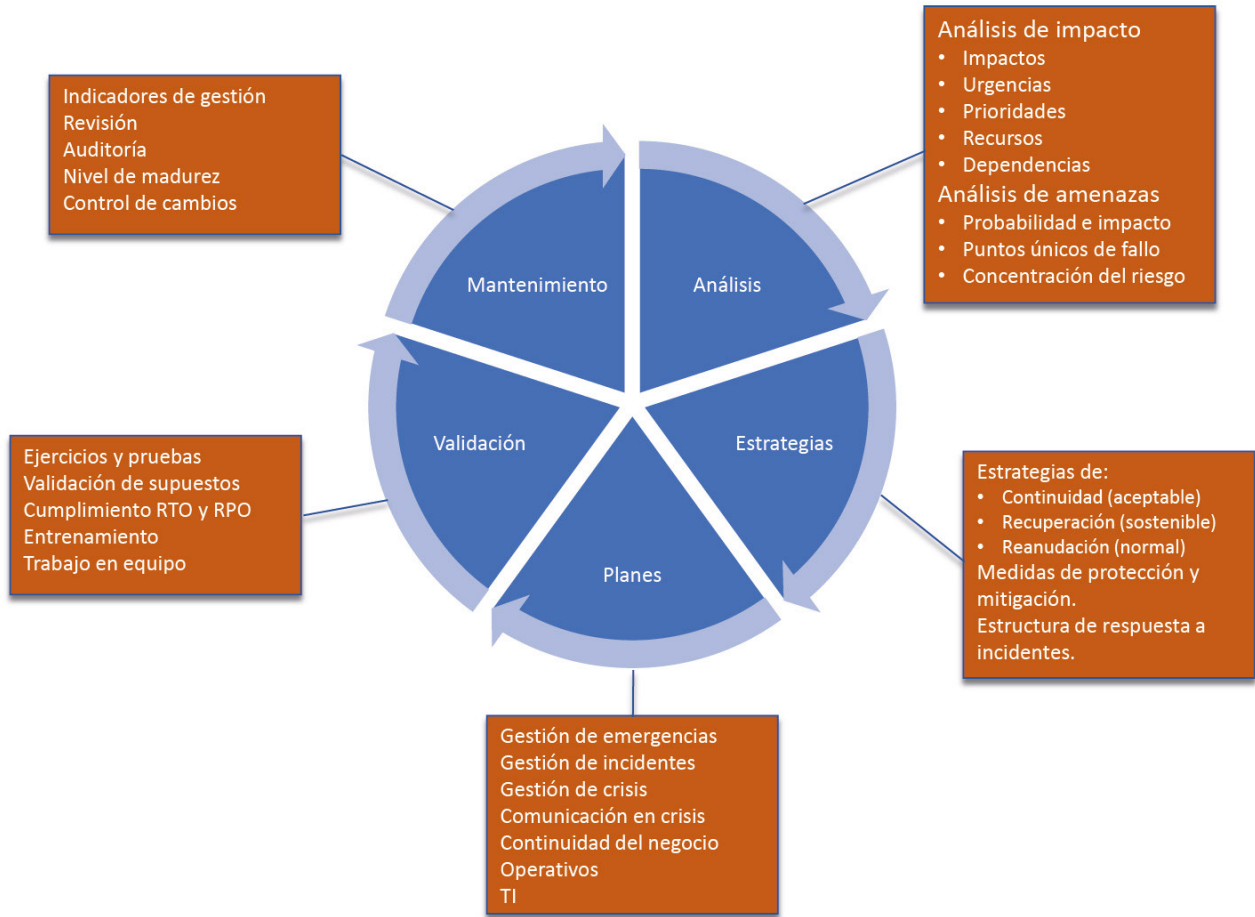 Análisis de impacto
• Impactos
• Urgencias
• Prioridades
• Recursos
• Dependencias
Análisis de amenazas
• Probabilidad e impacto
• Puntos únicos de fallo
• Concentración del riesgo
Indicadores de gestión
Revisión
Auditoría
Nivel de madurez
Control de cambios
Mantenimiento
Análisis
Validación
Estrategias
Planes
Ejercicios y pruebas
Validación de supuestos
Cumplimiento RTO y RPO
Entrenamiento
Trabajo en equipo
Estrategias de:
• Continuidad (aceptable)
• Recuperación (sostenible)
• Reanudación (normal)
Medidas de protección y
mitigación.
Estructura de respuesta a
incidentes.
Gestión de emergencias
Gestión de incidentes
Gestión de crisis
Comunicación en crisis
Continuidad del negocio
Operativos
TI